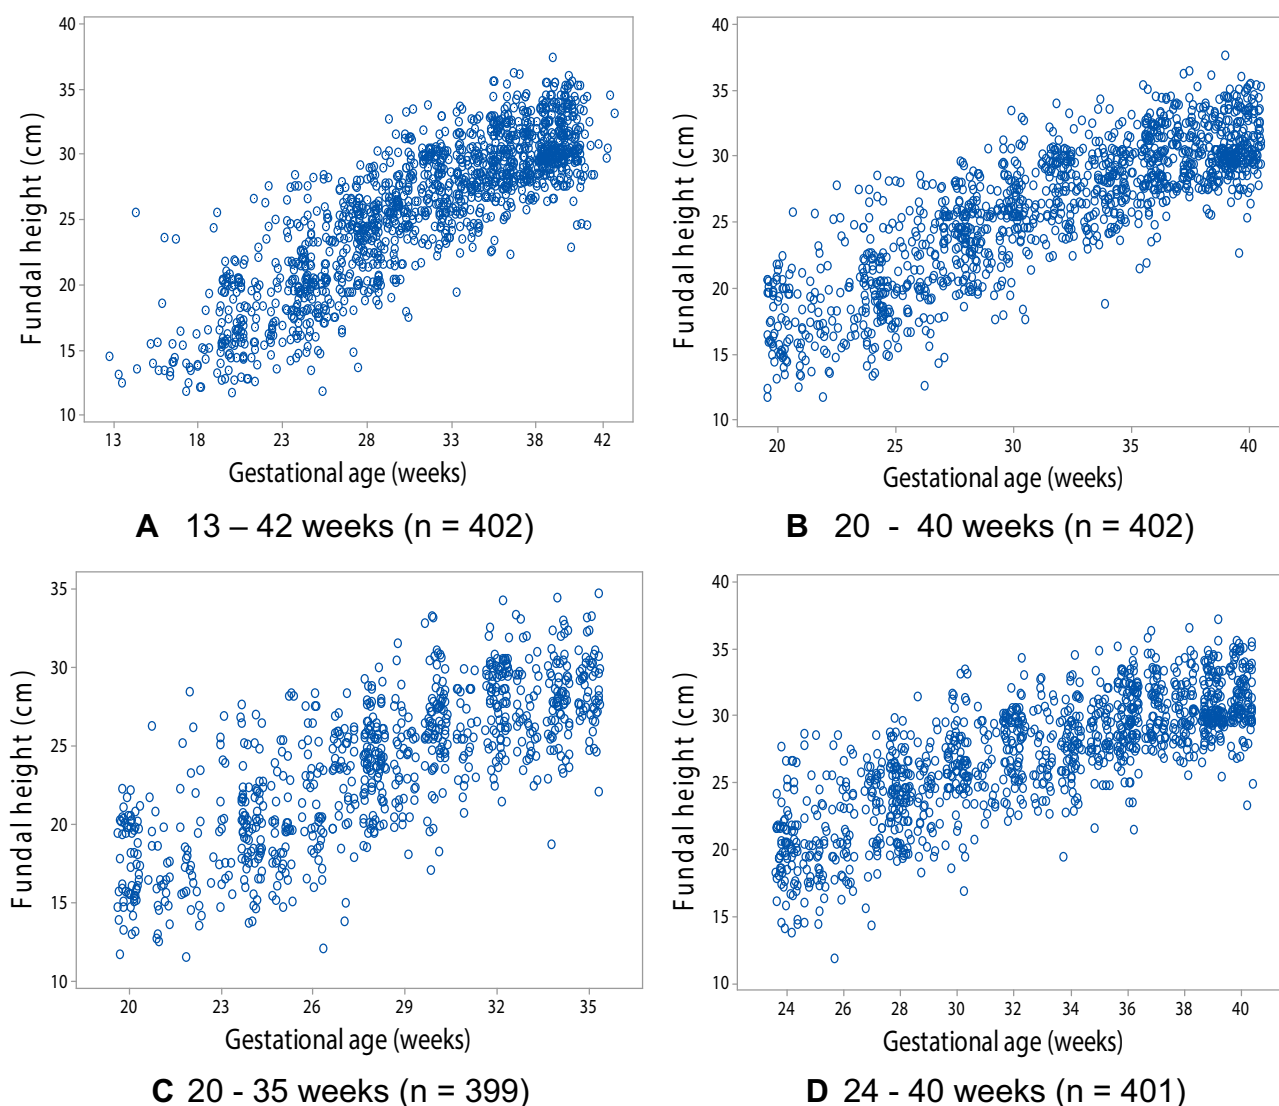 40
35
30
25
20
15
10
Fundal height (cm)
13 18 23 28 33 38 42
Gestational age (weeks)
A 13 – 42 weeks (n = 402)
40
35
30
25
20
15
10
Fundal height (cm)
20 25 30 35 40
Gestational age (weeks)
B 20 - 40 weeks (n = 402)
35
30
25
20
15
10
Fundal height (cm)
20 23 26 29 32 35
Gestational age (weeks)
C 20 - 35 weeks (n = 399)
40
35
30
25
20
15
10
Fundal height (cm)
24 26 28 30 32 34 36 38 40
Gestational age (weeks)
D 24 - 40 weeks (n = 401)